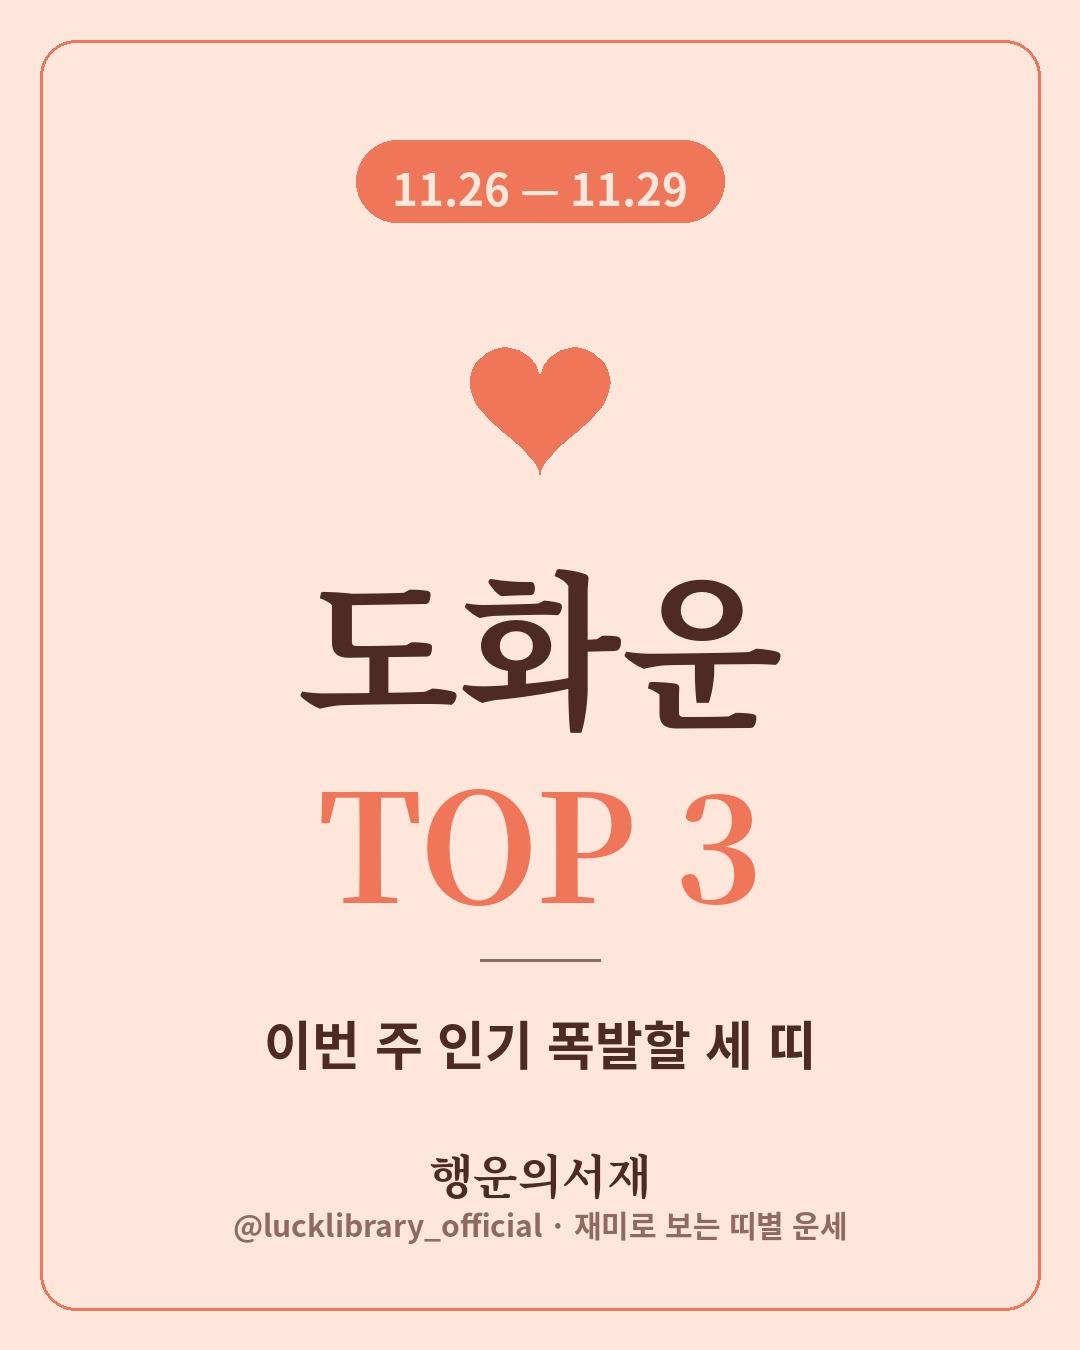 11.26 — 11.29
도화운
TOP 3
이번 주 인기 폭발할 세 띠
행운의서재
@lucklibrary_official · 재미로 보는 띠별 운세